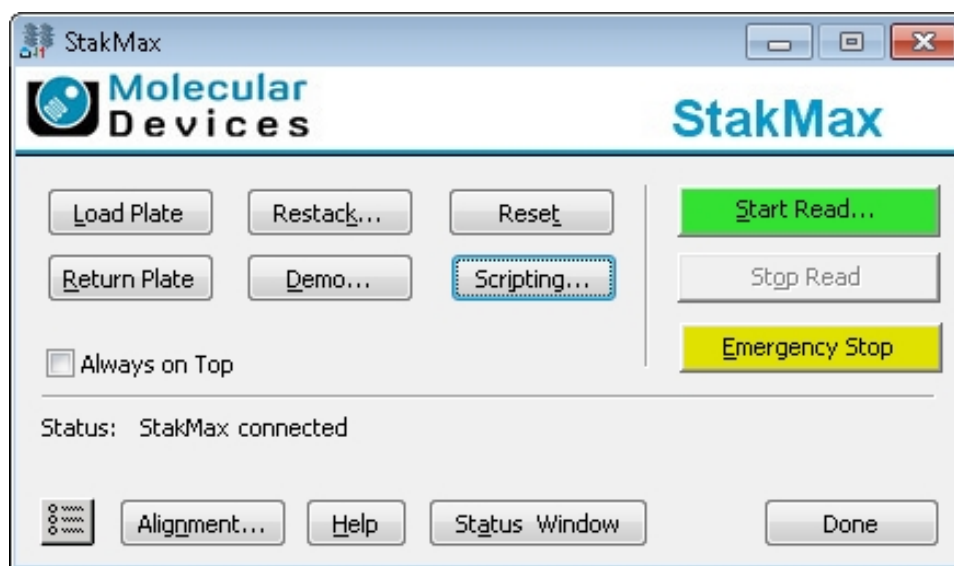 StakMax
Molecular
Devices
StakMax
Load Plate
Restack...
Reset
Start Read...
Return Plate
Demo...
Scripting...
Stop Read
Always on Top
Emergency Stop
Status: StakMax connected
Alignment...
Help
Status Window
Done